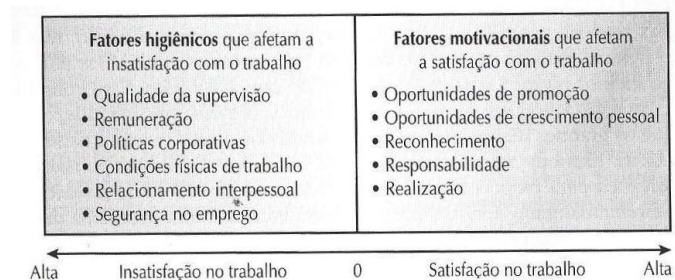 Fatores higiênicos que afetam a
insatisfação com o trabalho
• Qualidade da supervisão
• Remuneração
• Políticas corporativas
• Condições físicas de trabalho
• Relacionamento interpessoal
• Segurança no emprego
Fatores motivacionais que afetam
a satisfação com o trabalho
• Oportunidades de promoção
• Oportunidades de crescimento pessoal
• Reconhecimento
• Responsabilidade
• Realização
Alta Insatisfação no trabalho 0 Satisfação no trabalho Alta